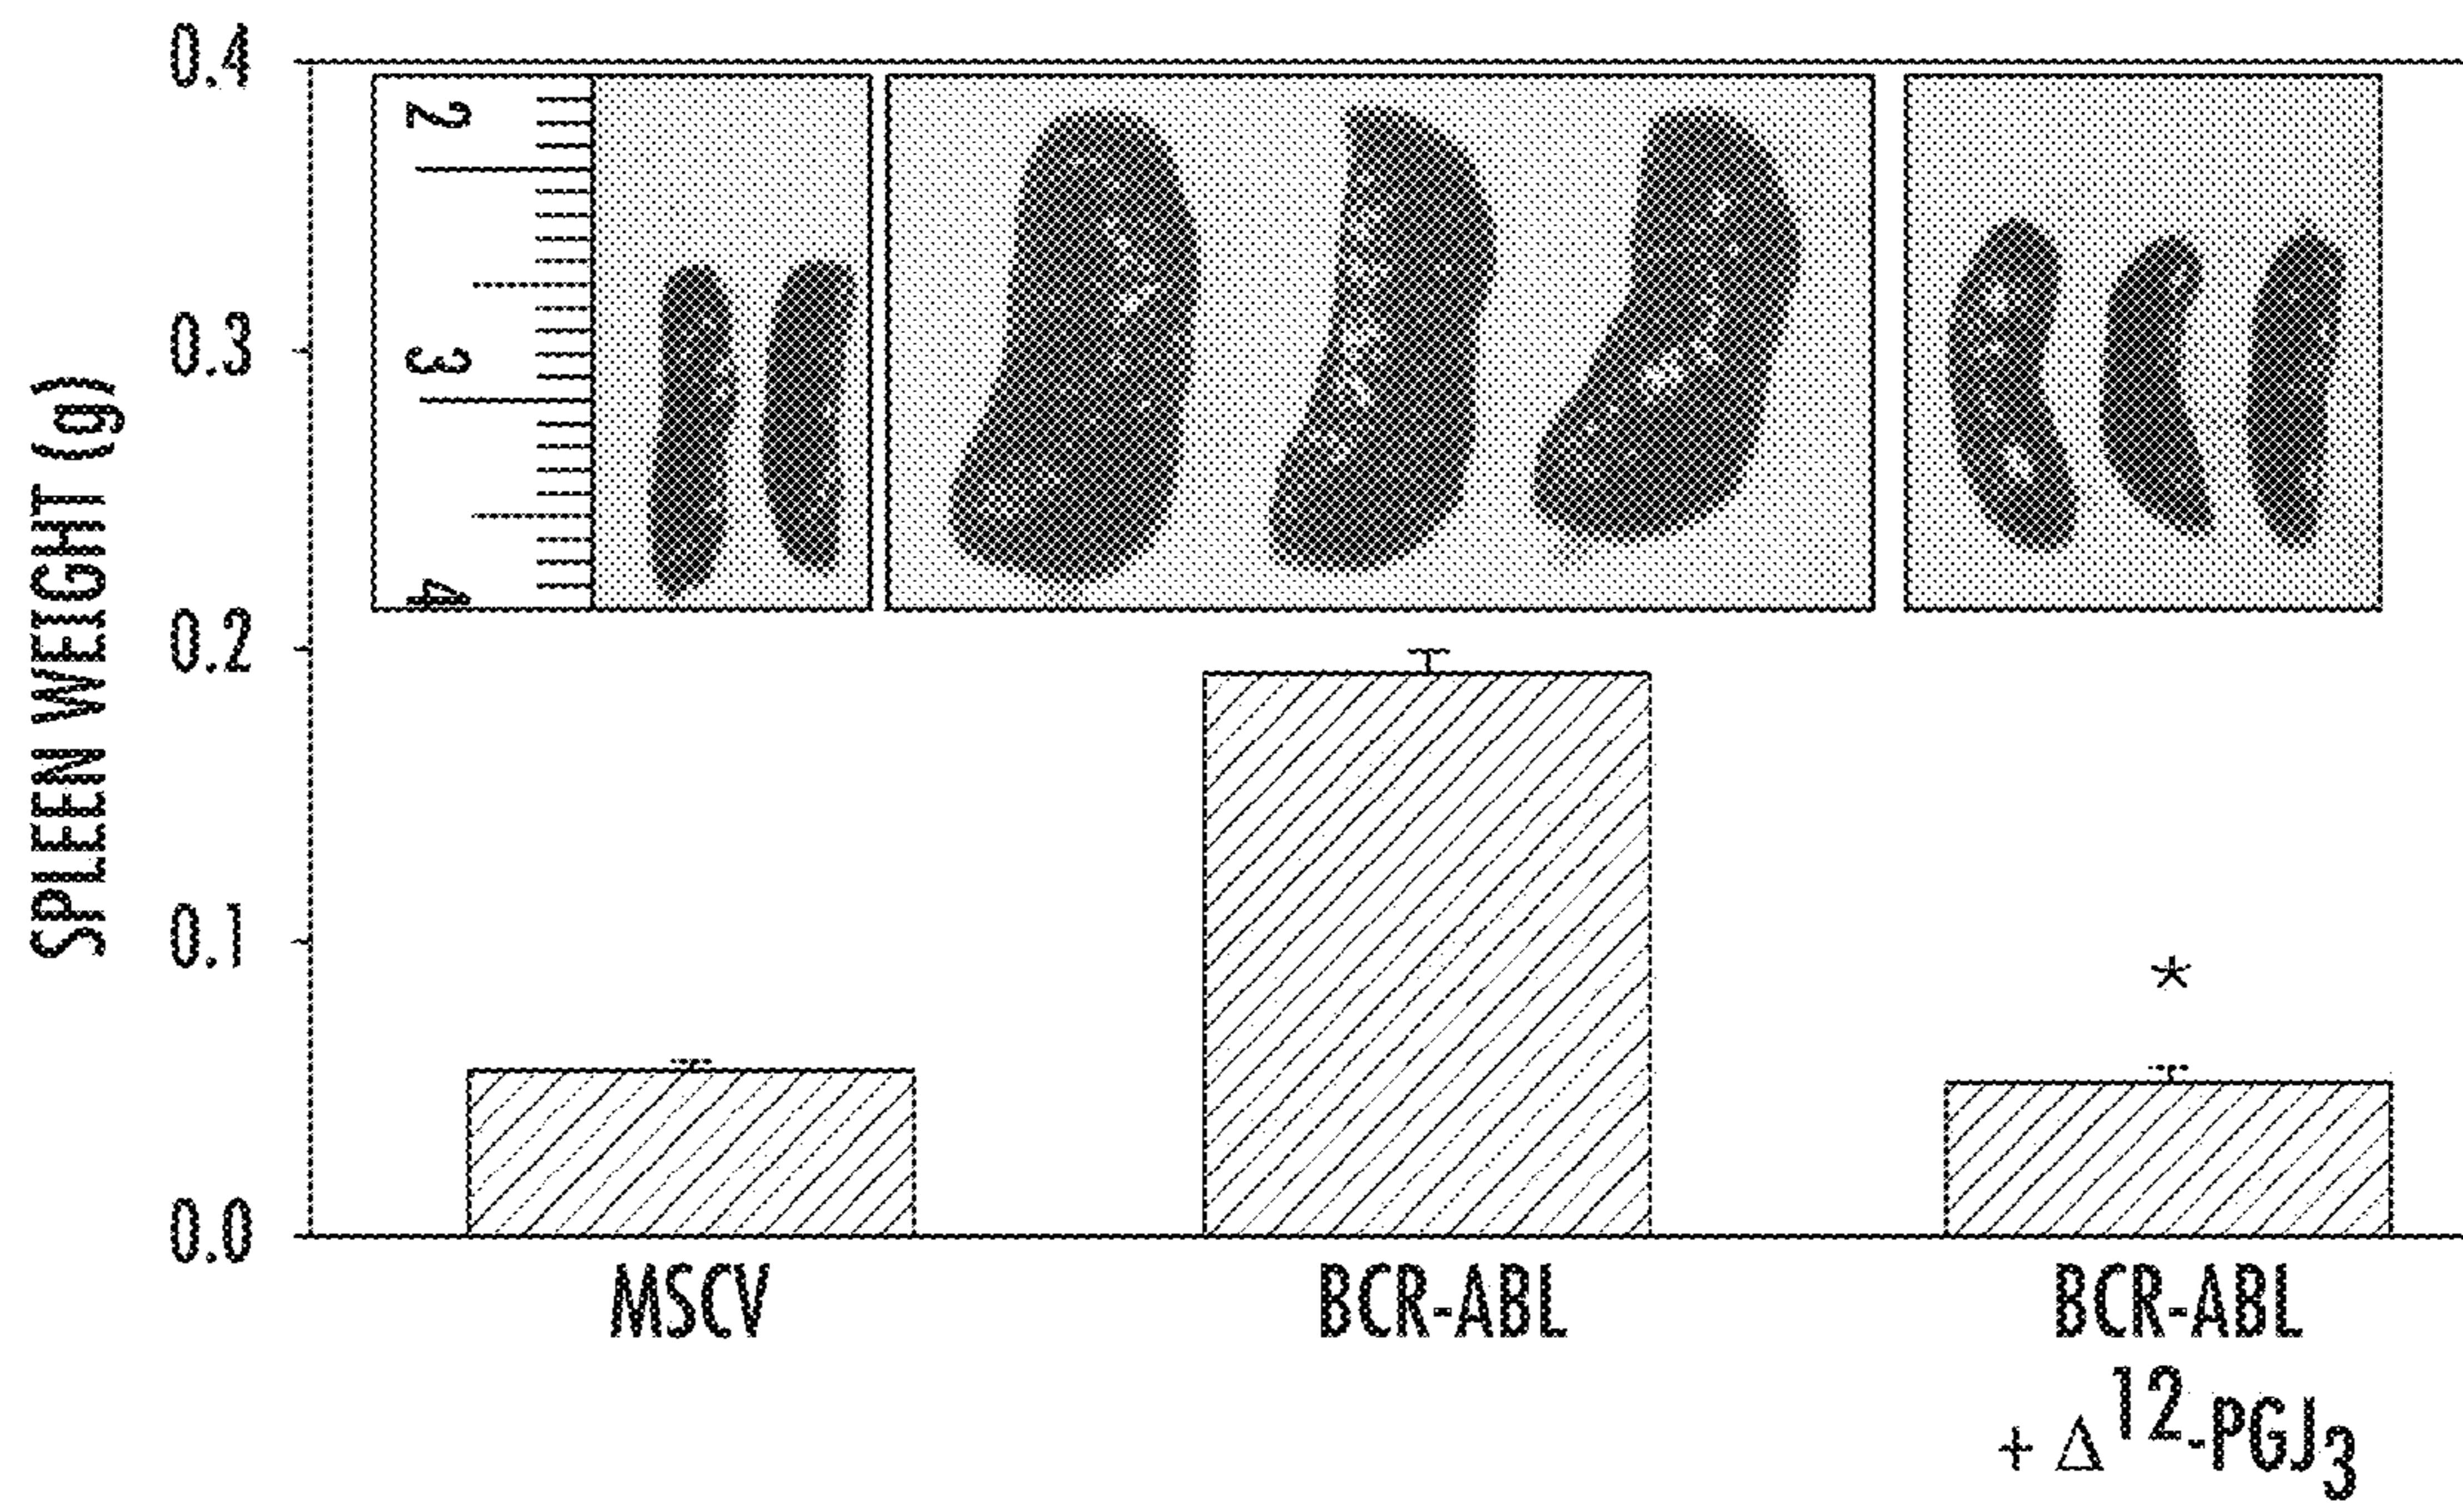 SPLEEN WEIGHT (g)
0.4
0.3
0.2
0.1
0.0
2
3
4
*
MSCV
BCR-ABL
BCR-ABL
+ Δ¹²-PGJ₃